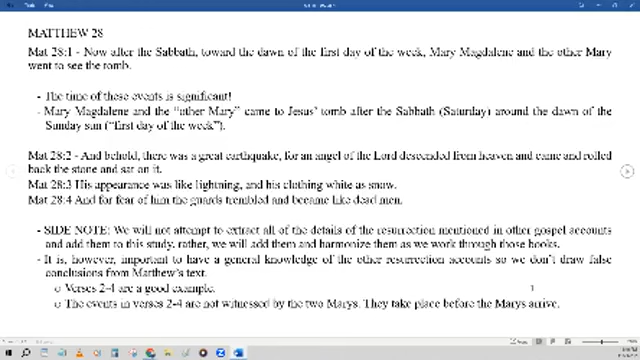 MATTHEW 28
Mat 28:1 - Now after the Sabbath, toward the dawn of the first day of the week, Mary Magdalene and the other Mary
went to see the tomb.
- The time of these events is significant!
- Mary Magdalene and the “other Mary” came to Jesus’ tomb after the Sabbath (Saturday) around the dawn of the
Sunday sun (“first day of the week”).
Mat 28:2 - And behold, there was a great earthquake, for an angel of the Lord descended from heaven and came and rolled
back the stone and sat on it.
Mat 28:3 His appearance was like lightning, and his clothing white as snow.
Mat 28:4 And for fear of him the guards trembled and became like dead men.
- SIDE NOTE: We will not attempt to extract all of the details of the resurrection mentioned in other gospel accounts
and add them to this study, rather, we will add them and harmonize them as we work through those books.
- It is, however, important to have a general knowledge of the other resurrection accounts so we don’t draw false
conclusions from Matthew’s text.
o Verses 2-4 are a good example.
o The events in verses 2-4 are not witnessed by the two Marys. They take place before the Marys arrive.